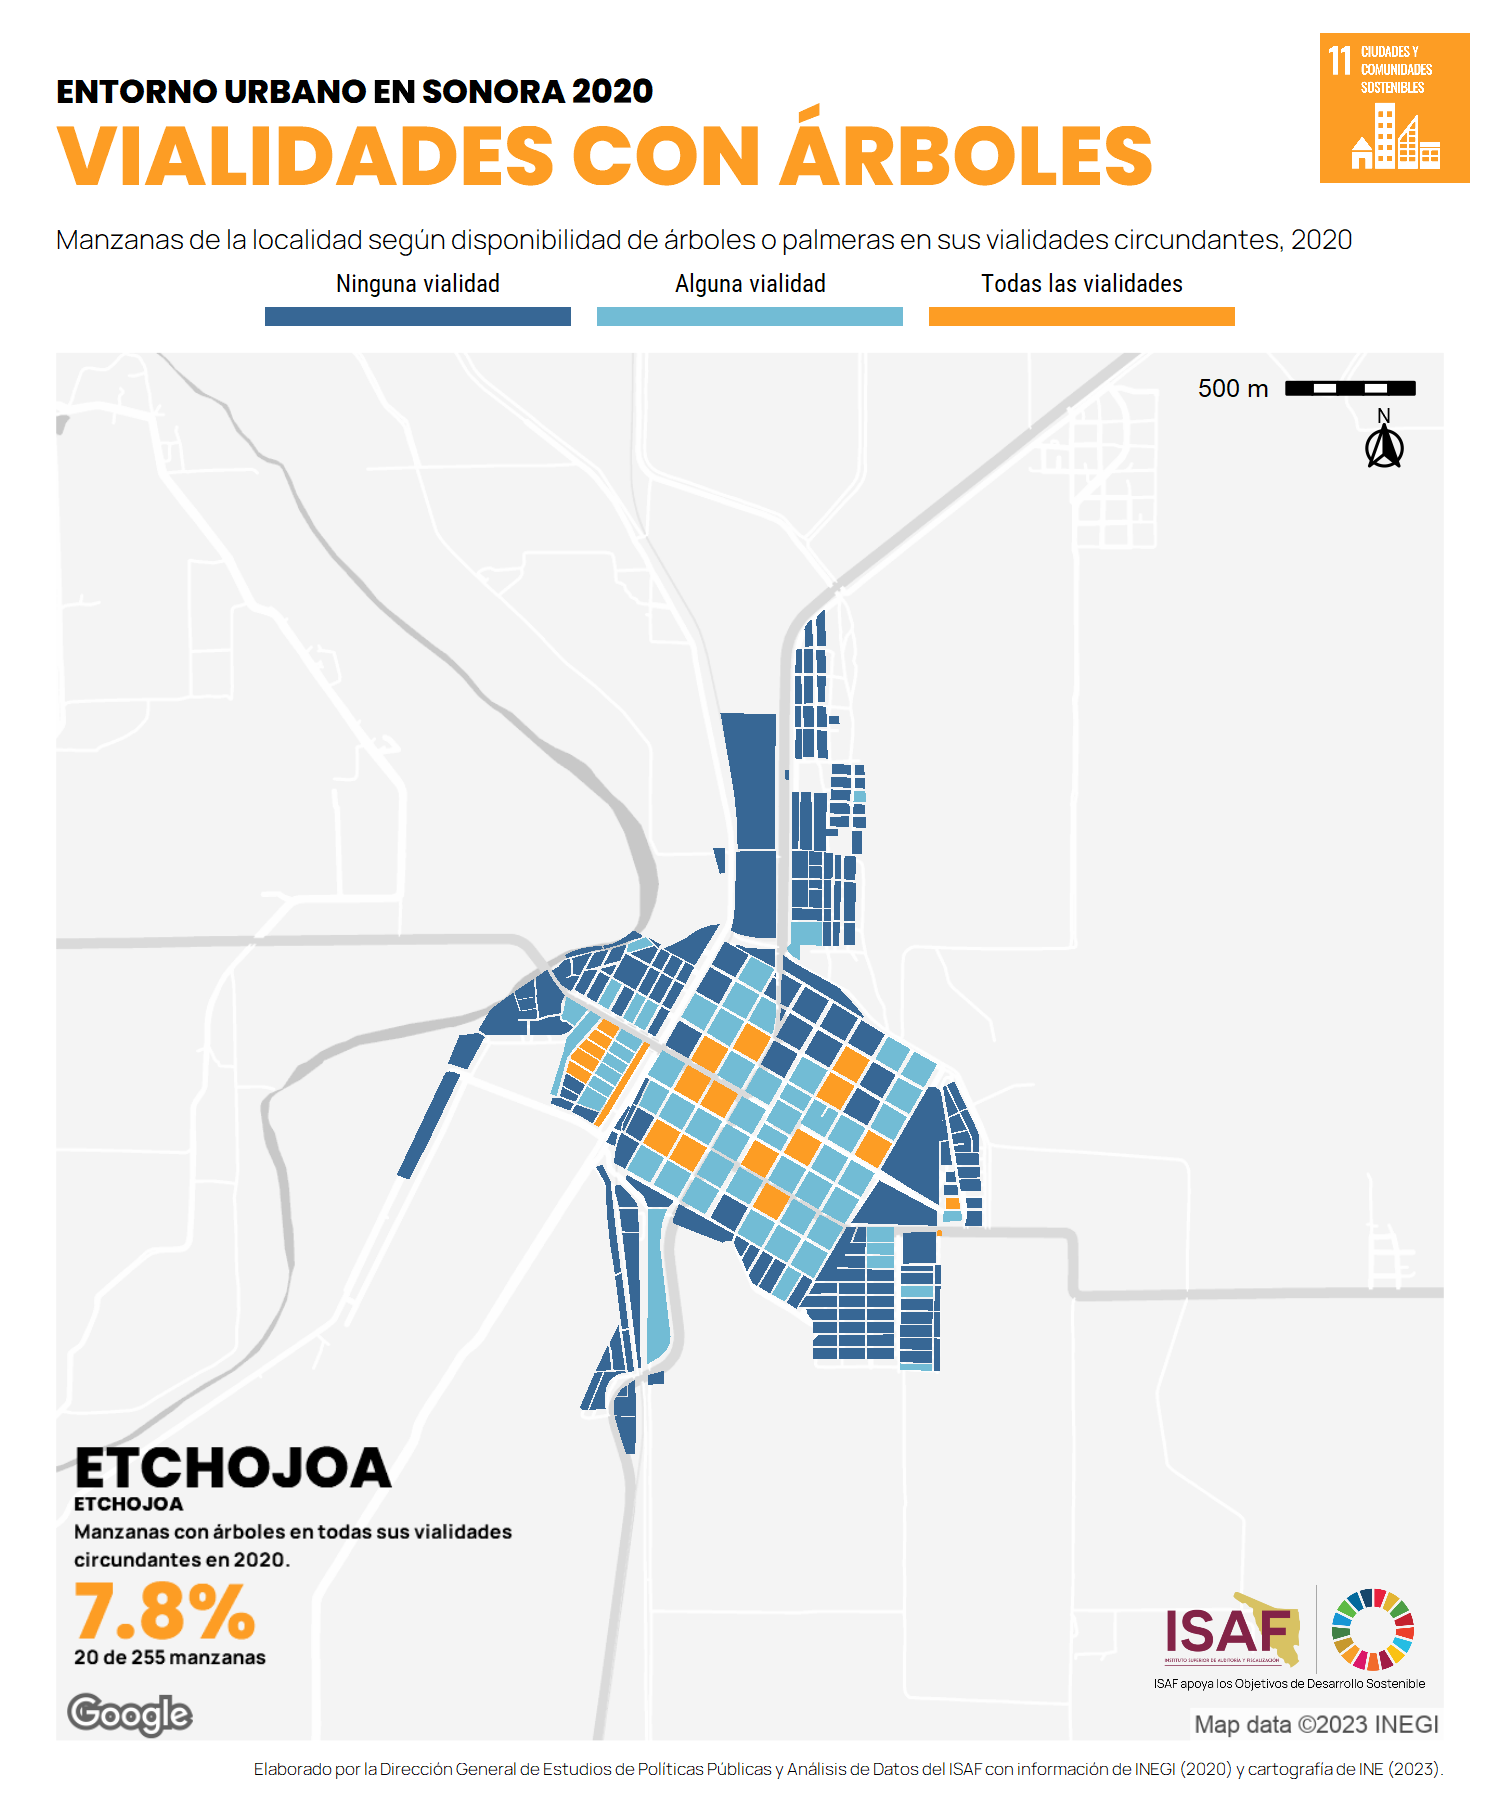 ENTORNO URBANO EN SONORA 2020
VIALIDADES CON ÁRBOLES
11 CIUDADES Y
COMUNIDADES
SOSTENIBLES
Manzanas de la localidad según disponibilidad de árboles o palmeras en sus vialidades circundantes, 2020
Ninguna vialidad
Alguna vialidad
Todas las vialidades
500 m
N
ETCHOJOA
ETCHOJOA
Manzanas con árboles en todas sus vialidades
circundantes en 2020.
7.8%
20 de 255 manzanas
Google
ISAF
INSTITUTO SUPERIOR DE AUDITORÍA Y FISCALIZACIÓN
ISAF apoya los Objetivos de Desarrollo Sostenible
Map data ©2023 INEGI
Elaborado por la Dirección General de Estudios de Políticas Públicas y Análisis de Datos del ISAF con información de INEGI (2020) y cartografía de INE (2023).